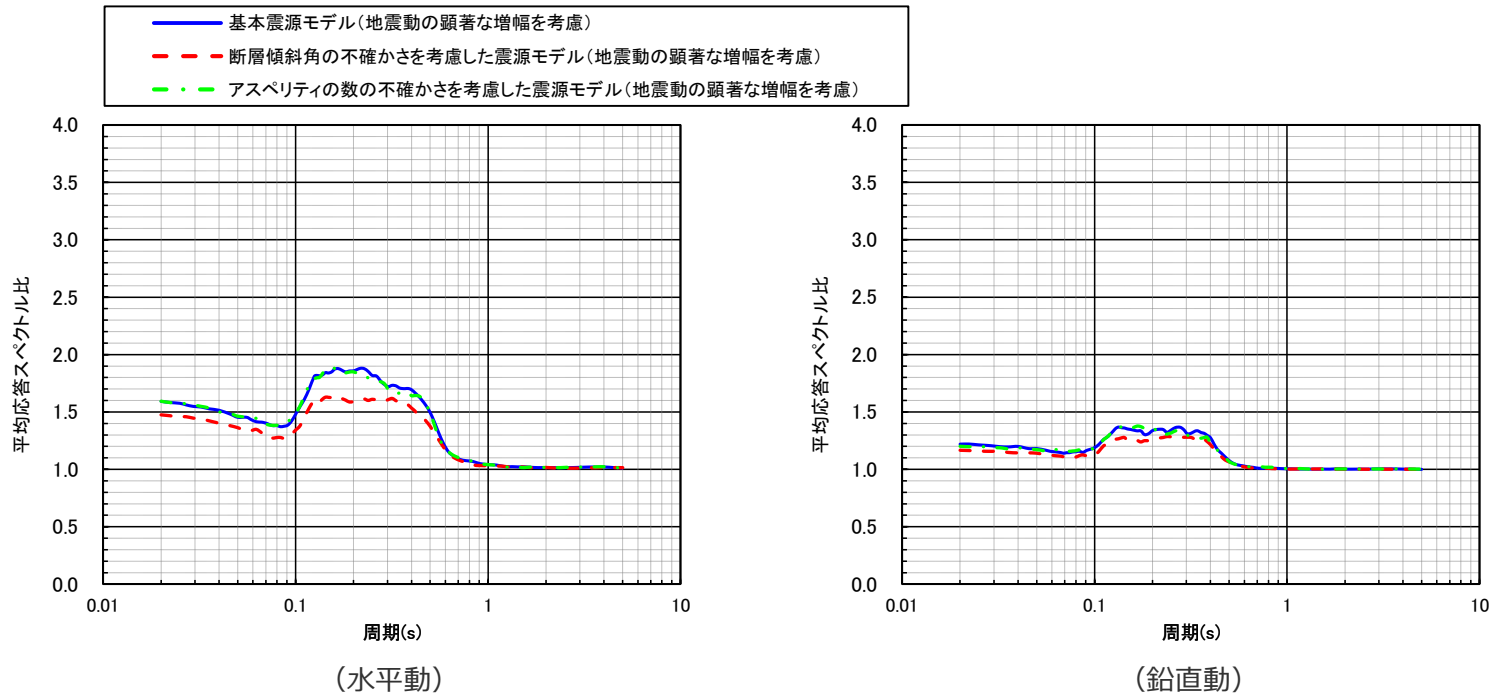 基本震源モデル(地震動の顕著な増幅を考慮)
断層傾斜角の不確かさを考慮した震源モデル(地震動の顕著な増幅を考慮)
アスペリティの数の不確かさを考慮した震源モデル(地震動の顕著な増幅を考慮)
平均応答スペクトル比
4.0
3.5
3.0
2.5
2.0
1.5
1.0
0.5
0.0
0.01 0.1 1 10
周期(s)
(水平動)
平均応答スペクトル比
4.0
3.5
3.0
2.5
2.0
1.5
1.0
0.5
0.0
0.01 0.1 1 10
周期(s)
(鉛直動)